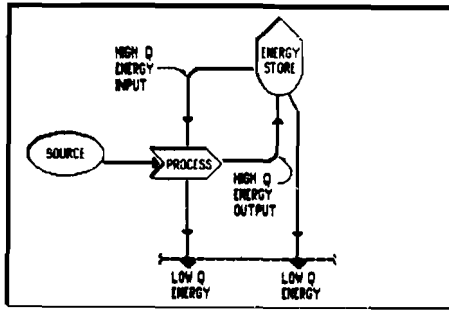 HIGH Q
ENERGY
INPUT
ENERGY
STORE
SOURCE
PROCESS
HIGH Q
ENERGY
OUTPUT
LOW Q
ENERGY
LOW Q
ENERGY